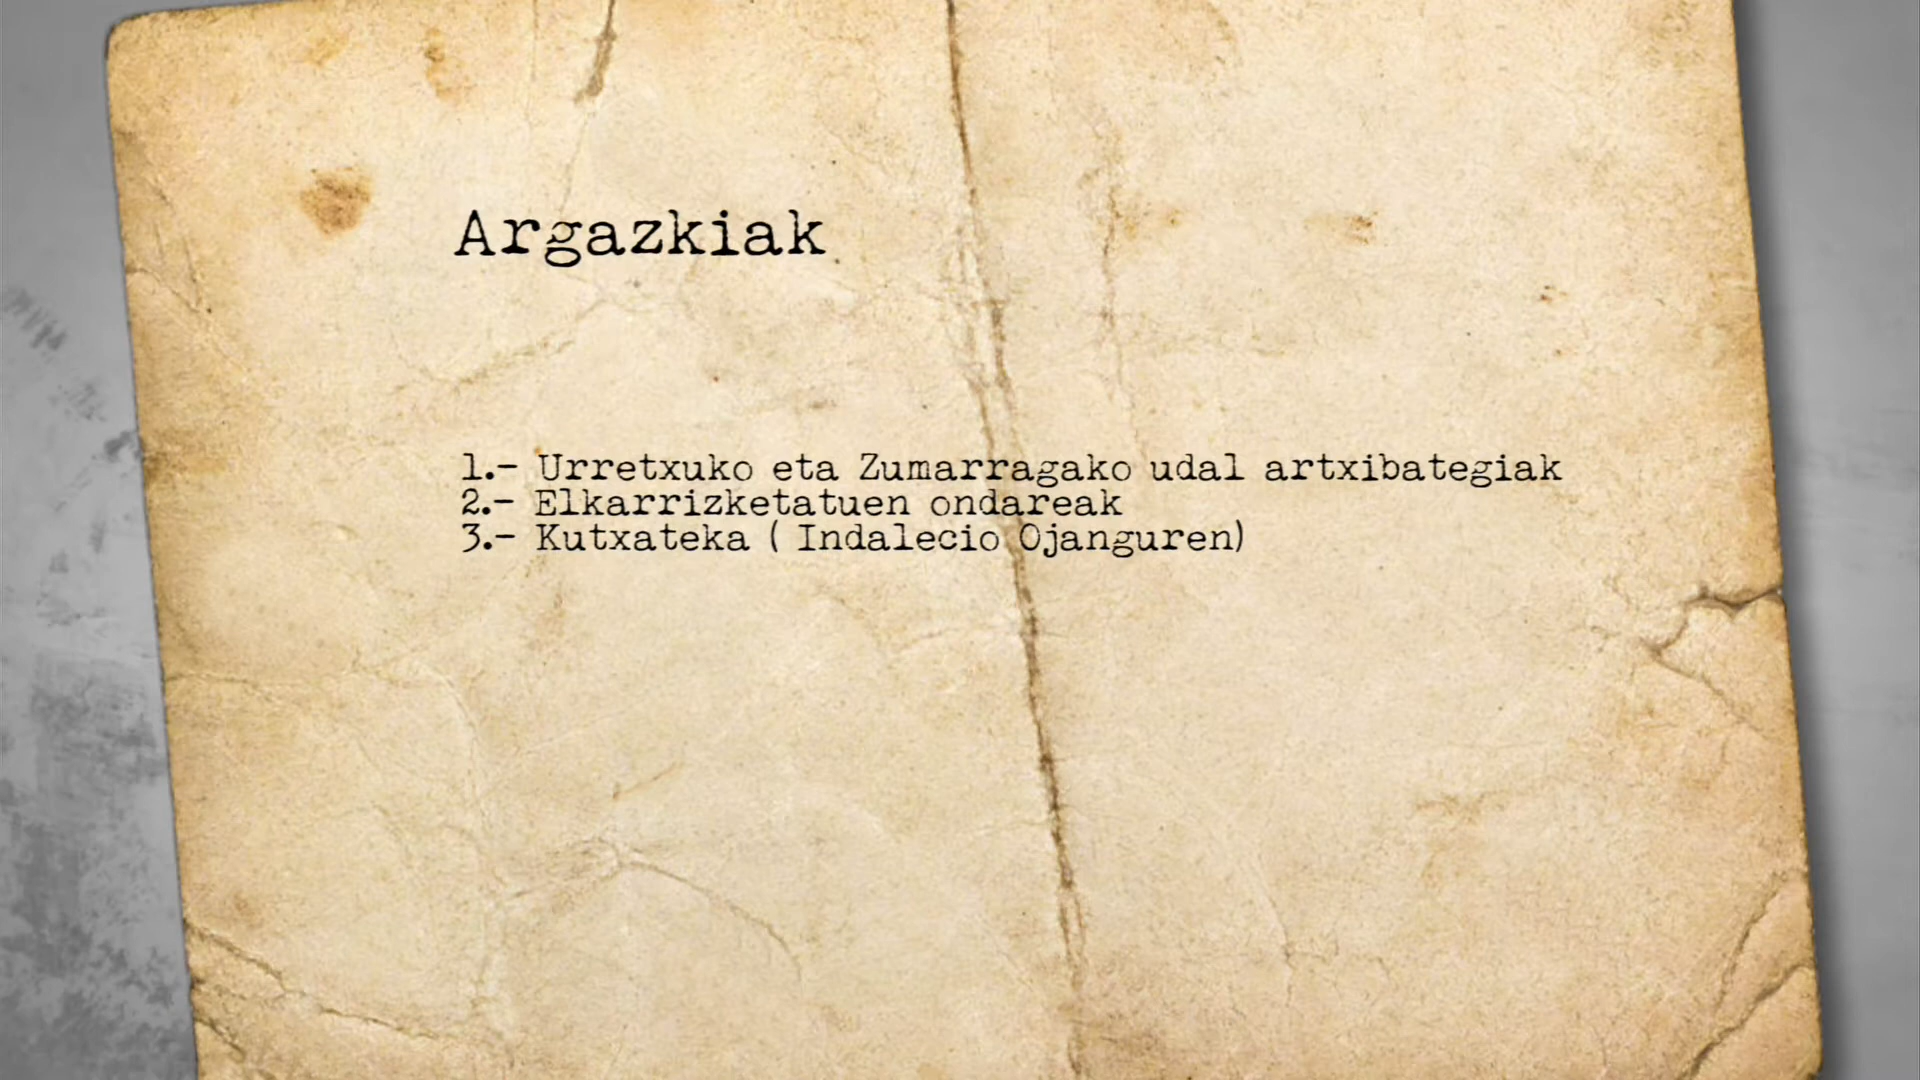 Argazkiak
1.- Urretxuko eta Zumarragako udal artxibategiak
2.- Elkarrizketatuen ondareak
3.- Kutxateka ( Indalecio Ojanguren)